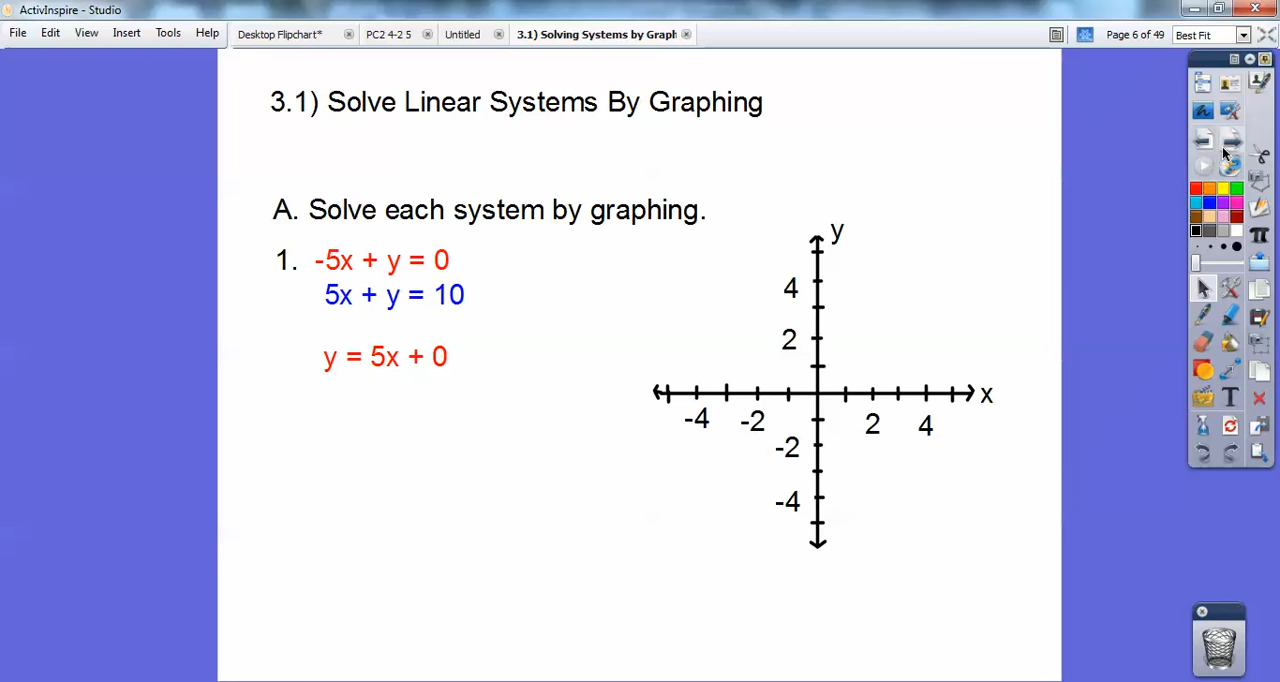 ActivInspire - Studio
File Edit View Insert Tools Help
Desktop Flipchart* PC2 4-2 5 Untitled 3.1) Solving Systems by Graph
Page 6 of 49 Best Fit
3.1) Solve Linear Systems By Graphing
A. Solve each system by graphing.
1. -5x + y = 0
5x + y = 10
y = 5x + 0
y
4
2
x
-4 -2 2 4
-2
-4
T